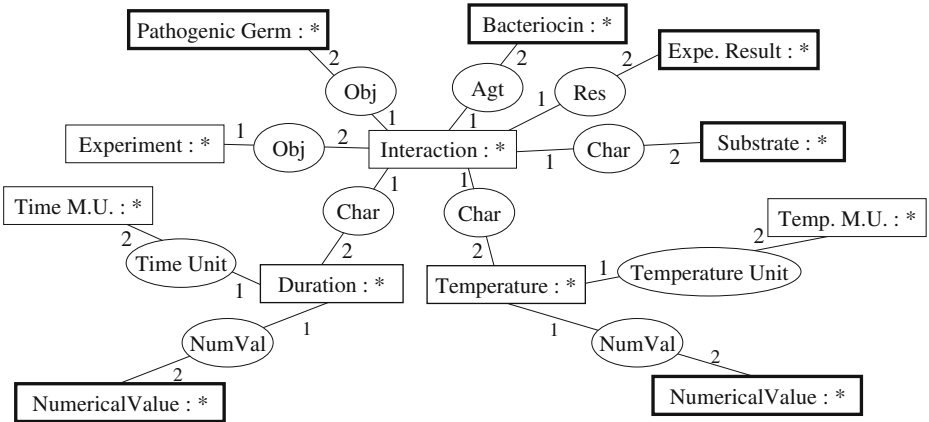 Pathogenic Germ : *
Bacteriocin : *
Expe. Result : *
2
2
2
Obj
Agt
Res
1
1
1
Experiment : *
1
Obj
2
Interaction : *
1
Char
2
Substrate : *
1
1
Time M.U. : *
Char
Char
Temp. M.U. : *
2
2
2
2
Time Unit
1
Duration : *
Temperature : *
1
Temperature Unit
1
1
NumVal
NumVal
2
2
NumericalValue : *
NumericalValue : *